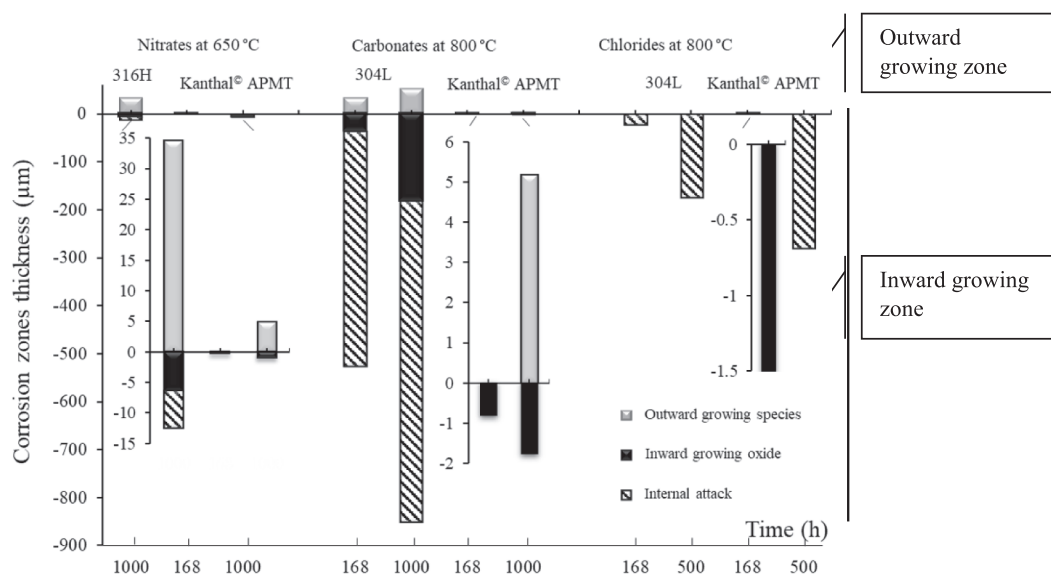 Nitrates at 650 °C Carbonates at 800 °C Chlorides at 800 °C
Outward
growing zone
316H Kanthal© APMT 304L Kanthal© APMT 304L Kanthal© APMT
Corrosion zones thickness (μm)
0
-100
-200
-300
-400
-500
-600
-700
-800
-900
35
30
25
20
15
10
5
0
-5
-10
-15
6
5
4
3
2
1
0
-1
-2
0
-0.5
-1
-1.5
Inward growing
zone
Outward growing species
Inward growing oxide
Internal attack
Time (h)
1000 168 1000 168 1000 168 1000 168 500 168 500